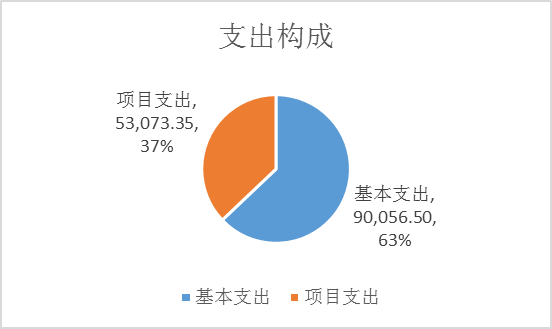 支出构成
项目支出,
53,073.35,
37%
基本支出,
90,056.50,
63%
基本支出 项目支出